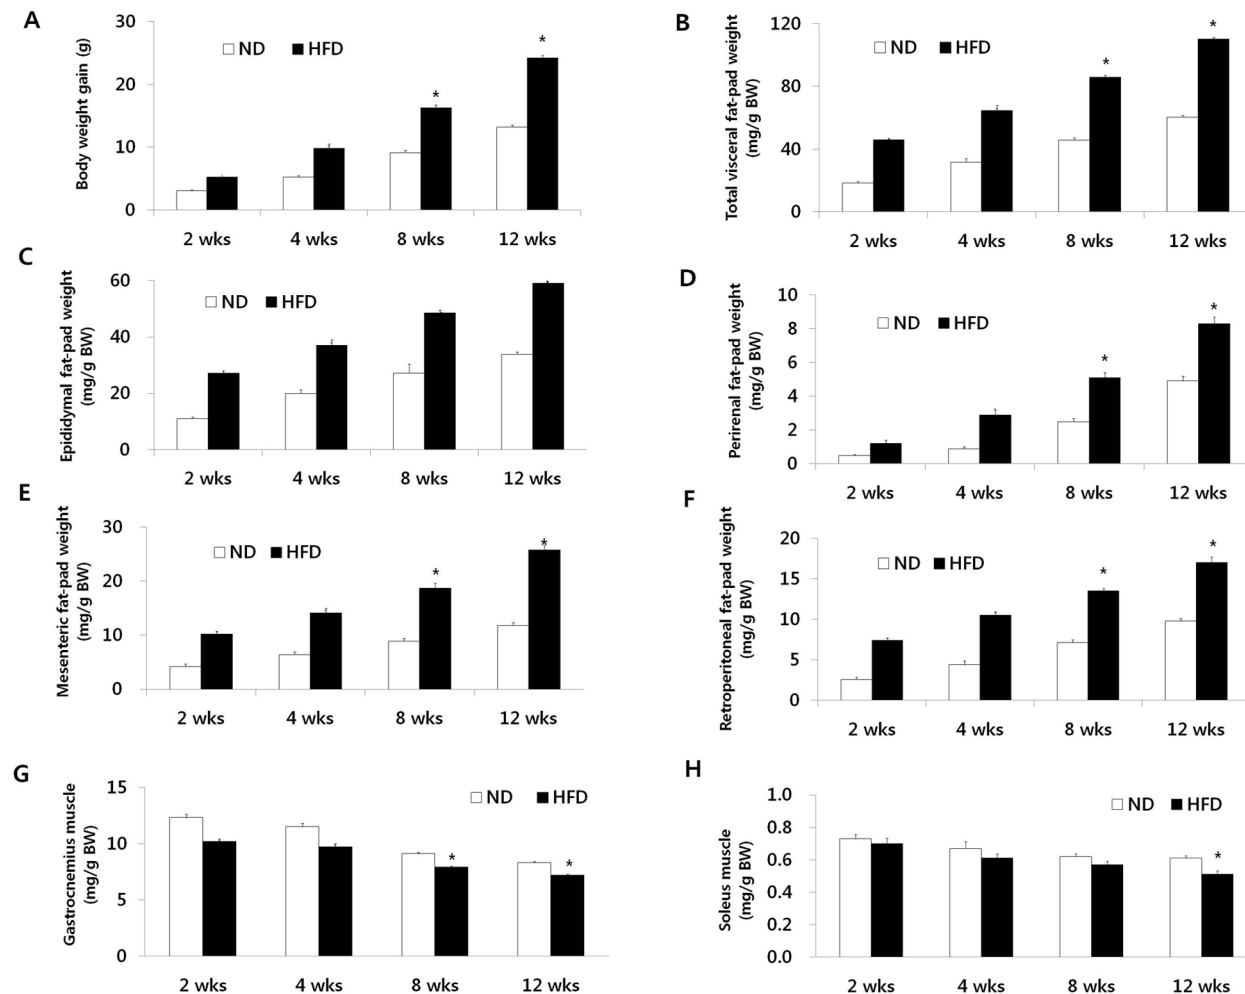 A
Body weight gain (g)
30
20
10
0
ND HFD
*
*
2 wks 4 wks 8 wks 12 wks
B
Total visceral fat-pad weight
(mg/g BW)
120
80
40
0
ND HFD
*
*
2 wks 4 wks 8 wks 12 wks
C
Epididymal fat-pad weight
(mg/g BW)
60
40
20
0
ND HFD
2 wks 4 wks 8 wks 12 wks
D
Perirenal fat-pad weight
(mg/g BW)
10
8
6
4
2
0
ND HFD
*
*
2 wks 4 wks 8 wks 12 wks
E
Mesenteric fat-pad weight
(mg/g BW)
30
20
10
0
ND HFD
*
*
2 wks 4 wks 8 wks 12 wks
F
Retroperitoneal fat-pad weight
(mg/g BW)
20
15
10
5
0
ND HFD
*
*
2 wks 4 wks 8 wks 12 wks
G
Gastrocnemius muscle
(mg/g BW)
15
10
5
0
ND HFD
*
*
2 wks 4 wks 8 wks 12 wks
H
Soleus muscle
(mg/g BW)
1.0
0.8
0.6
0.4
0.2
0.0
ND HFD
*
2 wks 4 wks 8 wks 12 wks